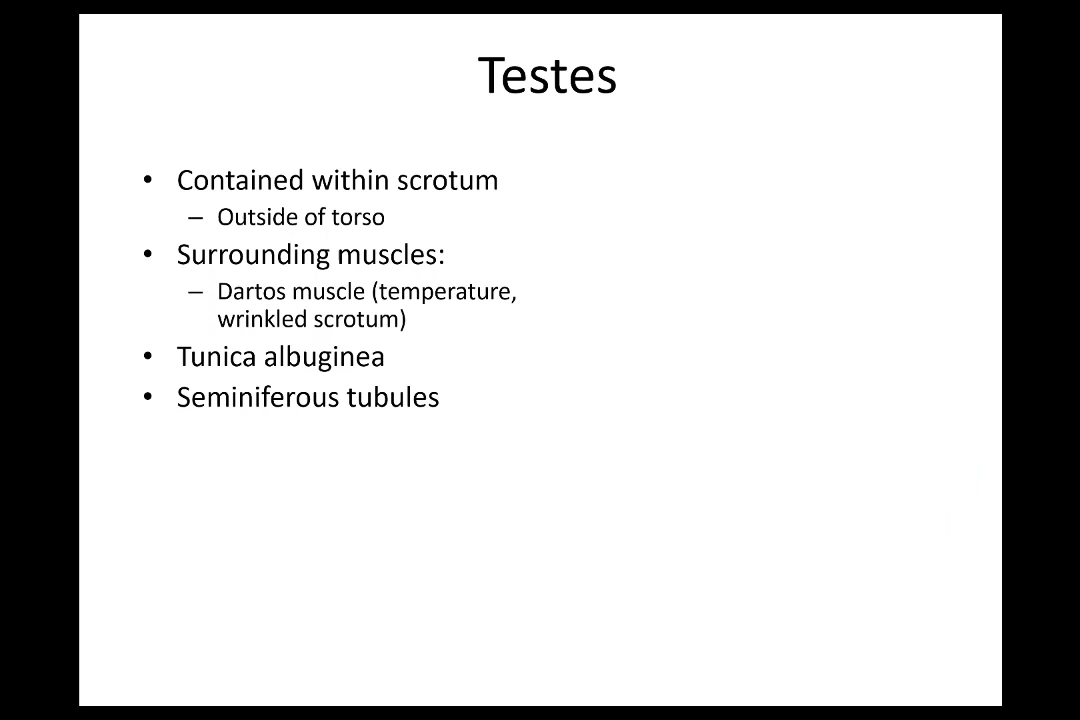 Testes
• Contained within scrotum
– Outside of torso
• Surrounding muscles:
– Dartos muscle (temperature,
wrinkled scrotum)
• Tunica albuginea
• Seminiferous tubules